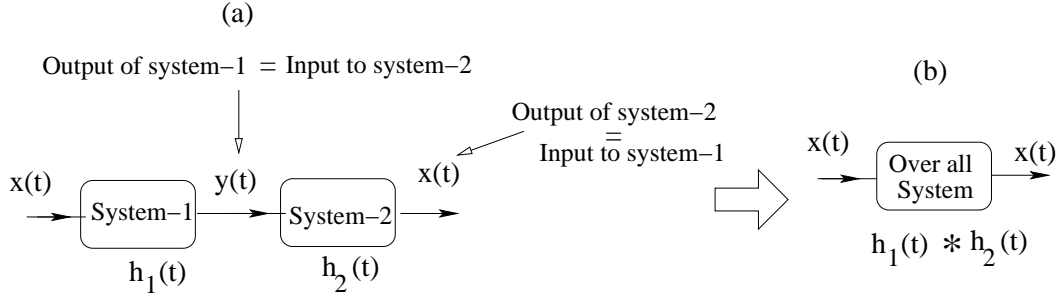 (a)
Output of system–1 = Input to system–2
Output of system–2
=
Input to system–1
x(t)
y(t)
x(t)
System–1
System–2
h₁(t)
h₂(t)
(b)
x(t)
x(t)
Over all
System
h₁(t) ∗ h₂(t)